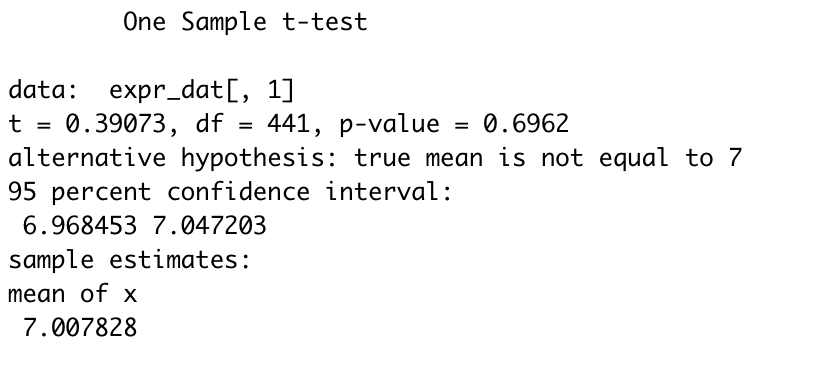 One Sample t-test
data:  expr_dat[, 1]
t = 0.39073, df = 441, p-value = 0.6962
alternative hypothesis: true mean is not equal to 7
95 percent confidence interval:
 6.968453 7.047203
sample estimates:
mean of x
 7.007828